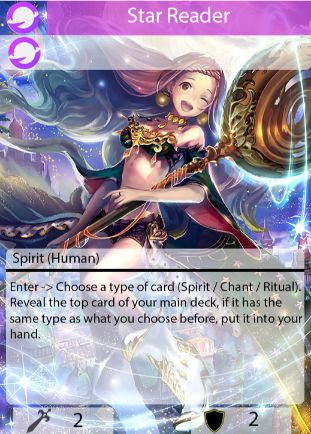 Star Reader
Spirit (Human)
Enter -> Choose a type of card (Spirit / Chant / Ritual).
Reveal the top card of your main deck, if it has the
same type as what you choose before, put it into your
hand.
2
2